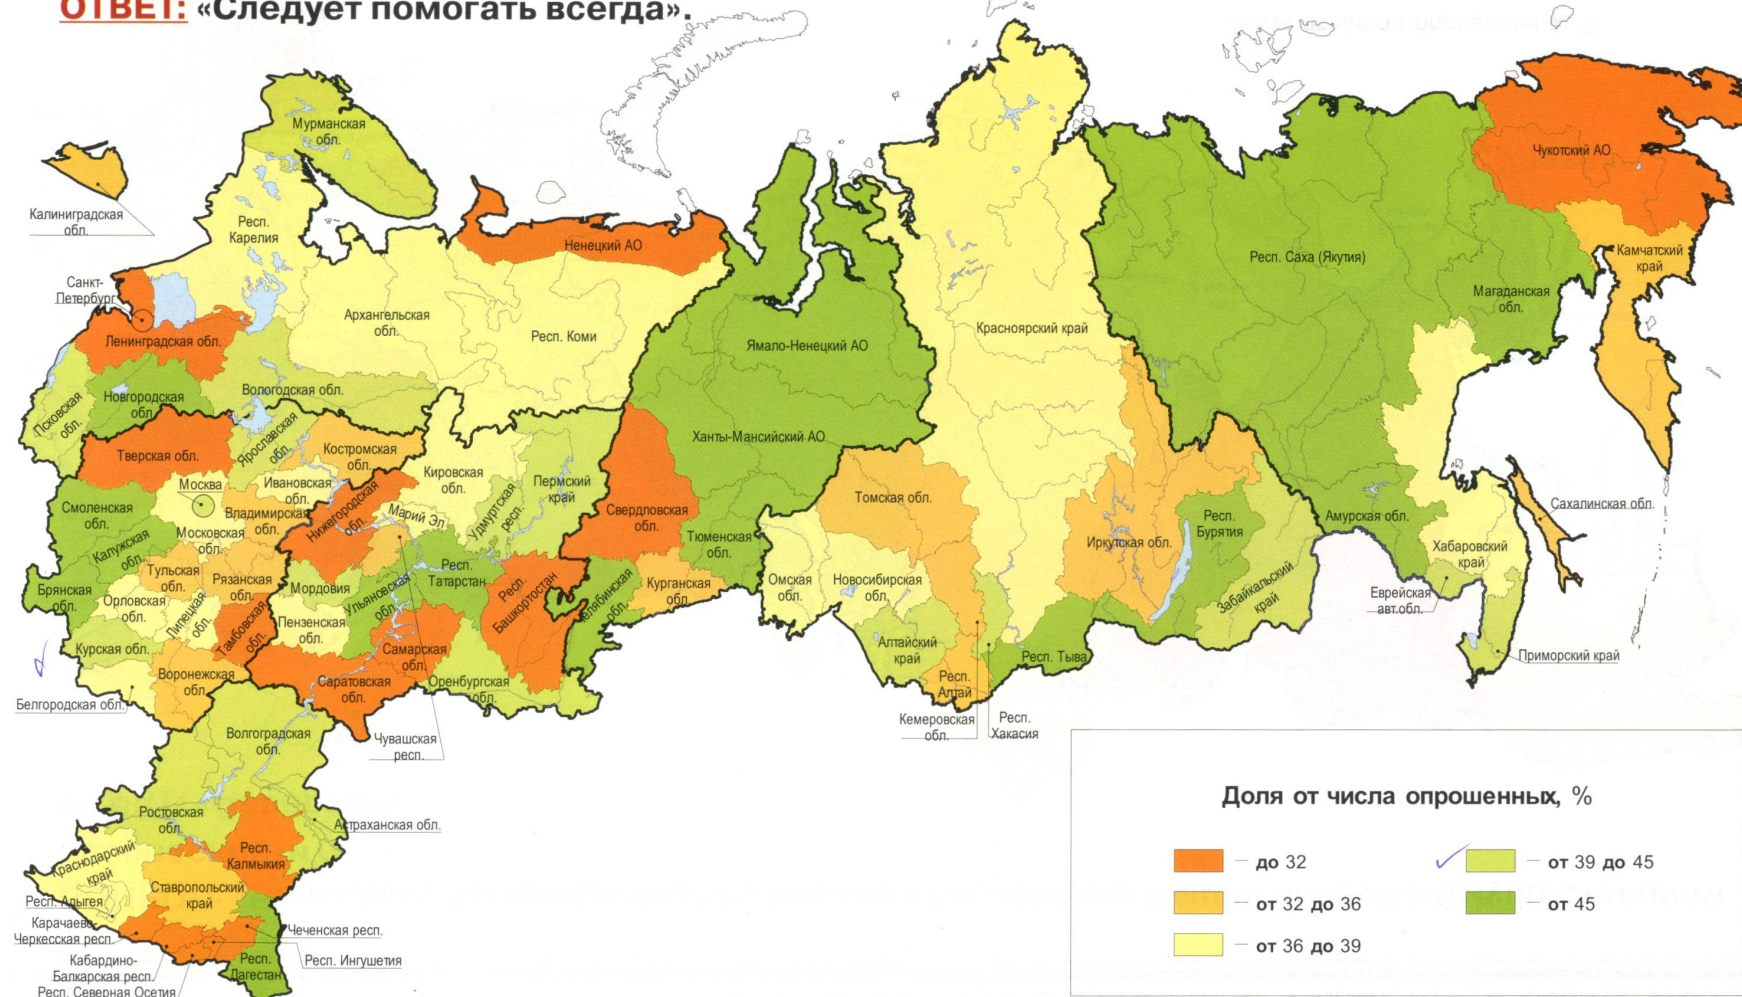 ОТВЕТ: «Следует помогать всегда».
Мурманская
обл.
Калининградская
обл.
Респ.
Карелия
Санкт-
Петербург
Ненецкий АО
Чукотский АО
Камчатский
край
Респ. Саха (Якутия)
Магаданская
обл.
Архангельская
обл.
Респ. Коми
Ямало-Ненецкий АО
Красноярский край
Ленинградская обл.
Псковская
обл.
Новгородская
обл.
Вологодская обл.
Ханты-Мансийский АО
Тверская обл.
Ярославская
обл.
Костромская
обл.
Кировская
обл.
Пермский
край
Москва
Ивановская
обл.
Нижегородская
обл.
Марий Эл
Удмуртская
респ.
Свердловская
обл.
Томская обл.
Смоленская
обл.
Владимирская
обл.
Московская
обл.
Калужская
обл.
Тюменская
обл.
Иркутская обл.
Респ.
Бурятия
Амурская обл.
Сахалинская обл.
Хабаровский
край
Тульская
обл.
Рязанская
обл.
Мордовия
Ульяновская
обл.
Респ.
Татарстан
Респ.
Башкортостан
Челябинская
обл.
Курганская
обл.
Омская
обл.
Новосибирская
обл.
Забайкальский
край
Еврейская
авт.обл.
Брянская
обл.
Орловская
обл.
Липецкая
обл.
Тамбовская
обл.
Пензенская
обл.
Самарская
обл.
Алтайский
край
Респ. Тыва
Приморский край
Курская обл.
Воронежская
обл.
Саратовская
обл.
Оренбургская
обл.
Респ.
Алтай
Белгородская обл.
Волгоградская
обл.
Чувашская
респ.
Кемеровская
обл.
Респ.
Хакасия
Доля от числа опрошенных, %
– до 32
– от 32 до 36
– от 36 до 39
– от 39 до 45
– от 45
Ростовская
обл.
Астраханская обл.
Краснодарский
край
Респ.
Калмыкия
Ставропольский
край
Респ. Адыгея
Карачаево-
Черкесская респ.
Чеченская респ.
Кабардино-
Балкарская респ.
Респ. Ингушетия
Респ.
Дагестан
Респ. Северная Осетия